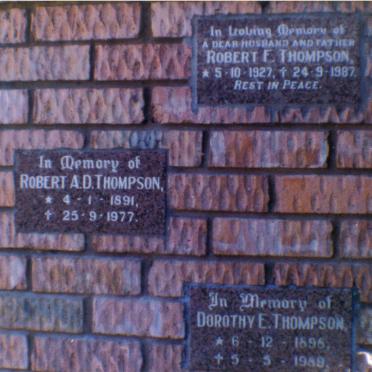 In Loving Memory of
A DEAR HUSBAND AND FATHER
ROBERT E. THOMPSON,
★ 5-10-1927, ✝ 24-9-1987.
REST IN PEACE.
In Memory of
ROBERT A.D. THOMPSON,
★ 4-1-1891,
✝ 25-9-1977.
In Memory of
DOROTHY E. THOMPSON,
★ 6-12-1898,
✝ 5-5-1989.